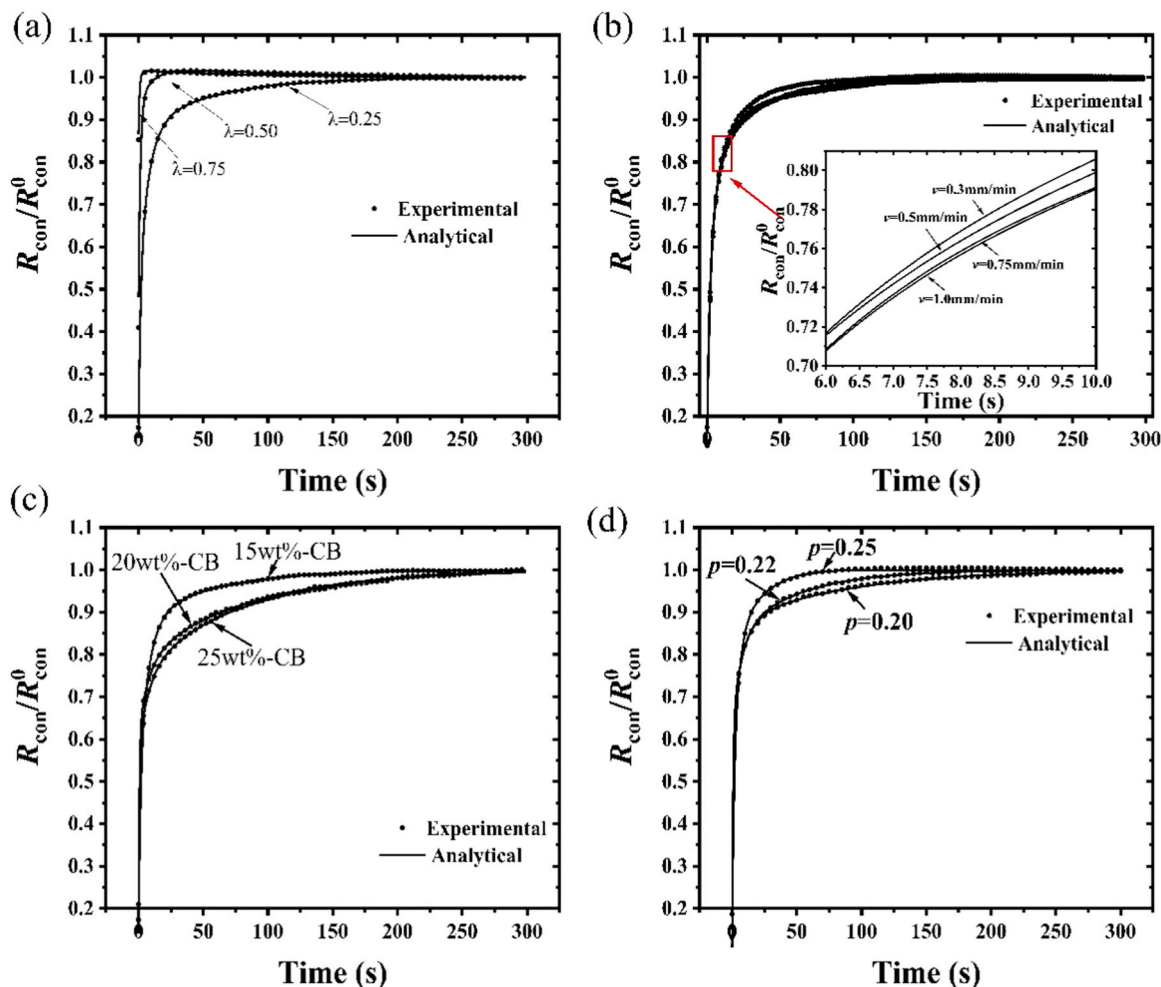 (a)
1.1
1.0
0.9
0.8
0.7
0.6
0.5
0.4
0.3
0.2
R_con/R^0_con
λ=0.50
λ=0.25
λ=0.75
Experimental
Analytical
0 50 100 150 200 250 300
Time (s)
(b)
1.1
1.0
0.9
0.8
0.7
0.6
0.5
0.4
0.3
0.2
R_con/R^0_con
Experimental
Analytical
0.80
0.78
0.76
0.74
0.72
0.70
R_con/R^0_con
v=0.3mm/min
v=0.5mm/min
v=0.75mm/min
v=1.0mm/min
6.0 6.5 7.0 7.5 8.0 8.5 9.0 9.5 10.0
Time (s)
0 50 100 150 200 250 300
Time (s)
(c)
1.1
1.0
0.9
0.8
0.7
0.6
0.5
0.4
0.3
0.2
R_con/R^0_con
20wt%-CB
15wt%-CB
25wt%-CB
Experimental
Analytical
0 50 100 150 200 250 300
Time (s)
(d)
1.1
1.0
0.9
0.8
0.7
0.6
0.5
0.4
0.3
0.2
R_con/R^0_con
p=0.22
p=0.25
p=0.20
Experimental
Analytical
0 50 100 150 200 250 300
Time (s)